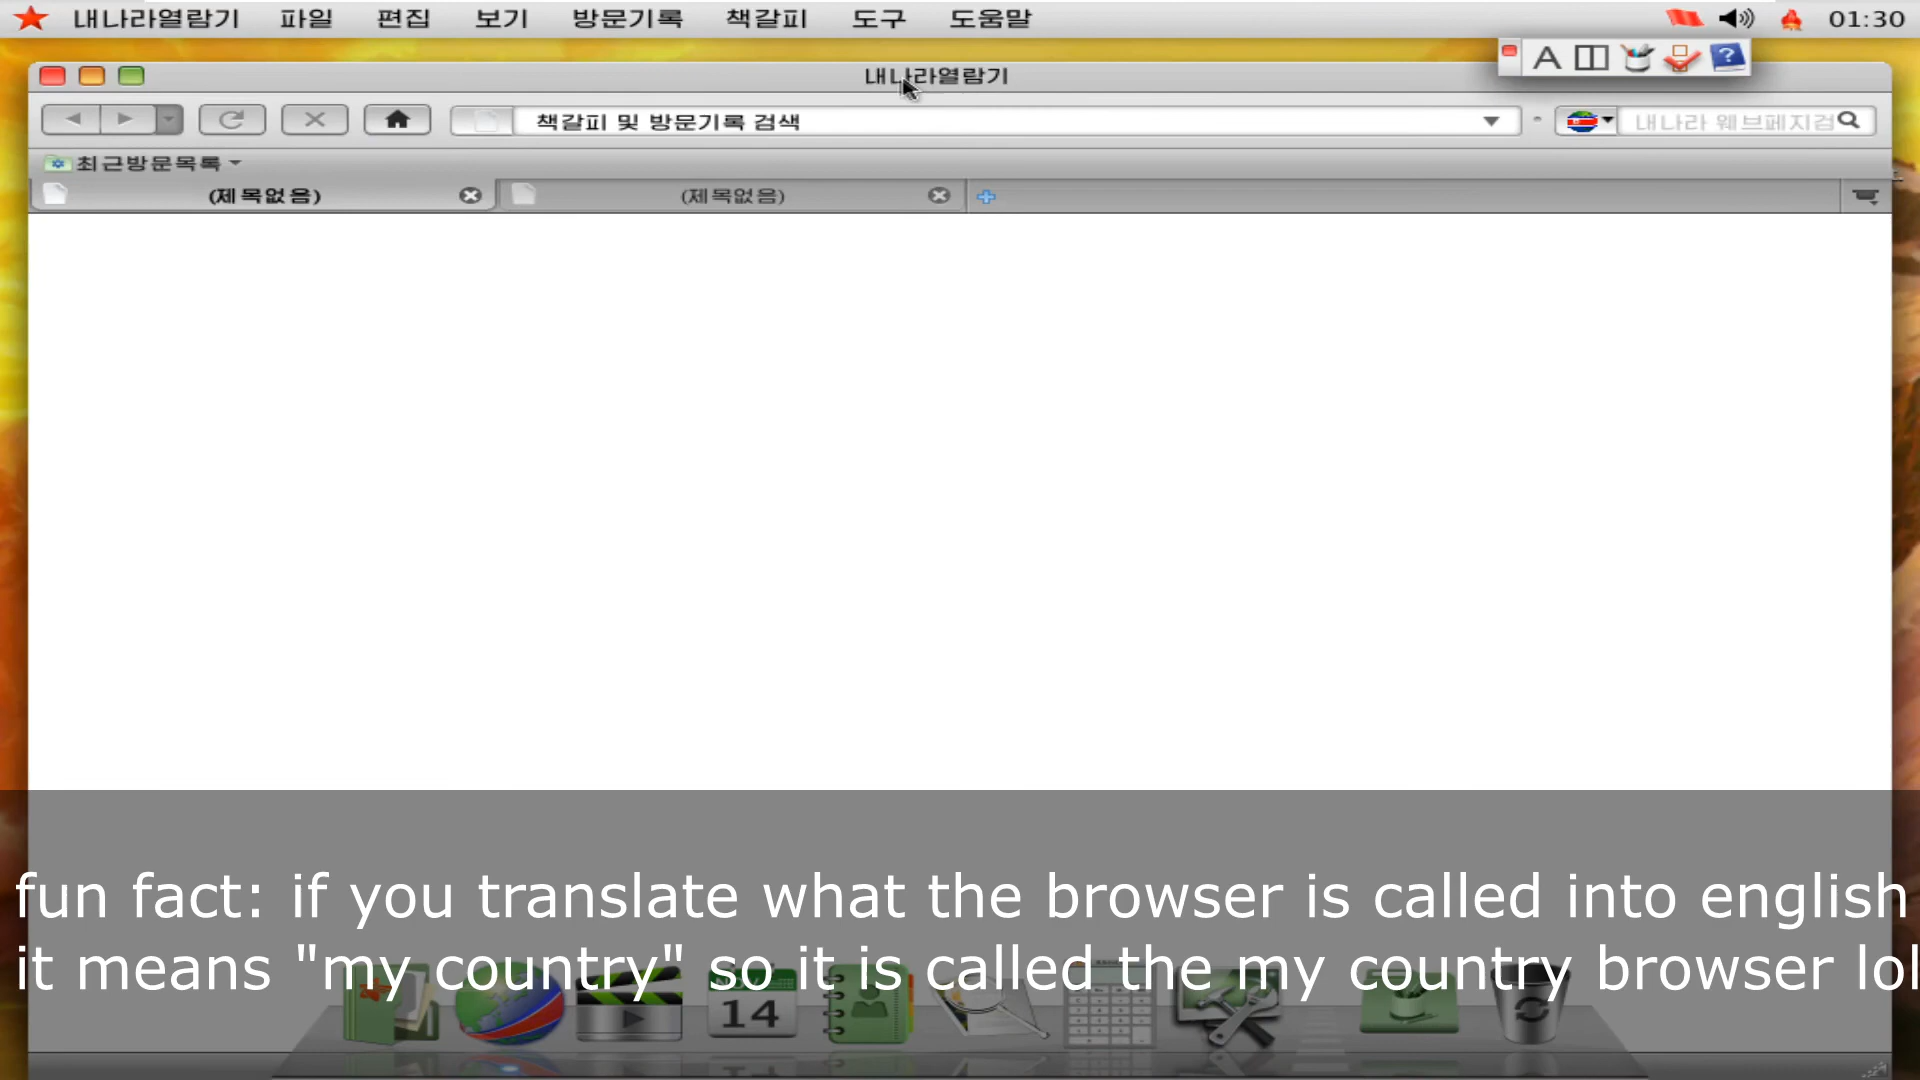 내나라열람기 파일 편집 보기 방문기록 책갈피 도구 도움말 01:30
A ?
내나라열람기
책갈피 및 방문기록 검색 내나라 웨브페지검
최근방문목록
(제목없음) (제목없음)
fun fact: if you translate what the browser is called into english
it means "my country" so it is called the my country browser lol
14